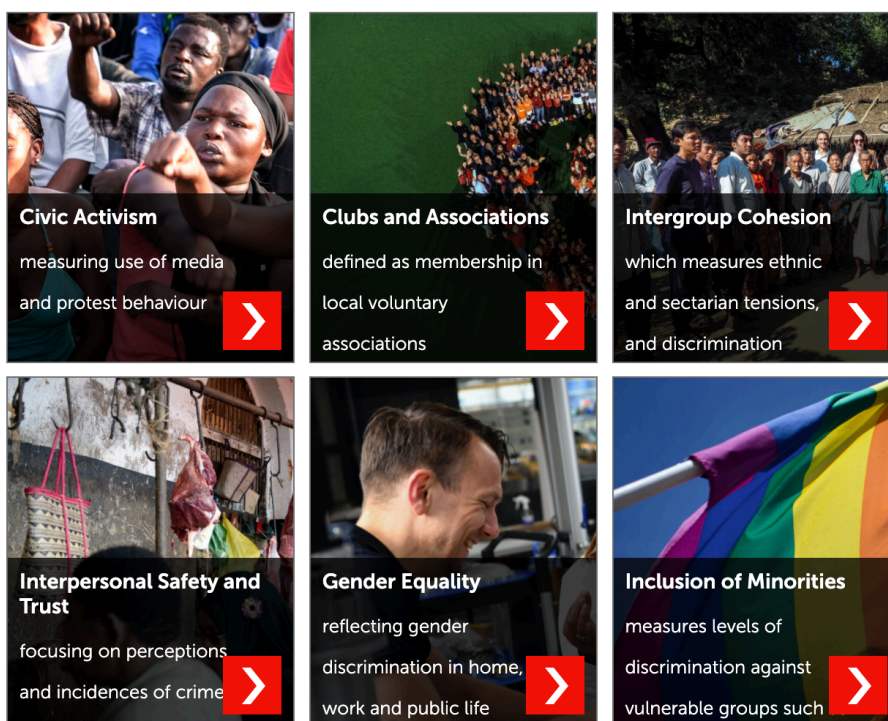 Civic Activism
measuring use of media
and protest behaviour
Clubs and Associations
defined as membership in
local voluntary
associations
Intergroup Cohesion
which measures ethnic
and sectarian tensions,
and discrimination
Interpersonal Safety and
Trust
focusing on perceptions
and incidences of crime
Gender Equality
reflecting gender
discrimination in home,
work and public life
Inclusion of Minorities
measures levels of
discrimination against
vulnerable groups such